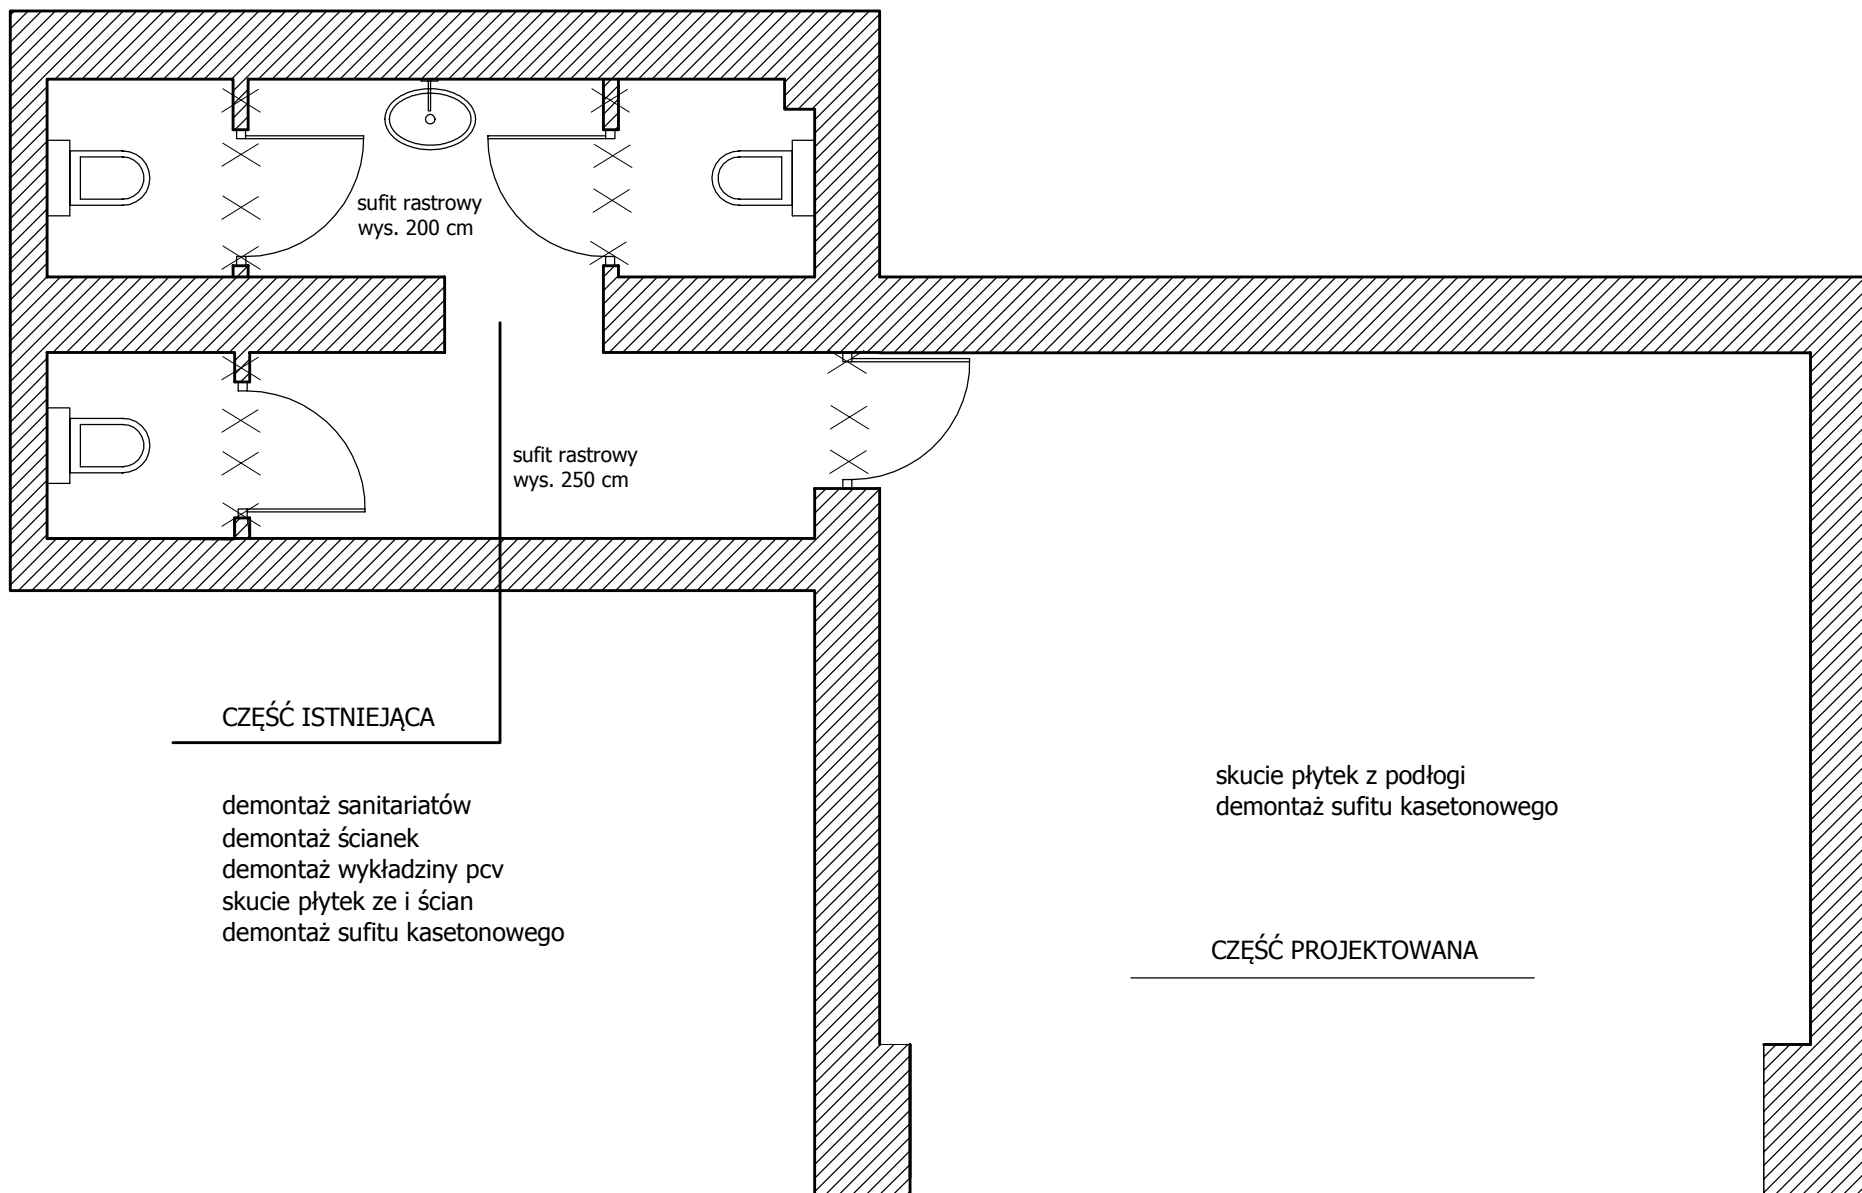 sufit rastrowy
wys. 200 cm
sufit rastrowy
wys. 250 cm
CZĘŚĆ ISTNIEJĄCA
demontaż sanitariatów
demontaż ścianek
demontaż wykładziny pcv
skucie płytek ze i ścian
demontaż sufitu kasetonowego
skucie płytek z podłogi
demontaż sufitu kasetonowego
CZĘŚĆ PROJEKTOWANA